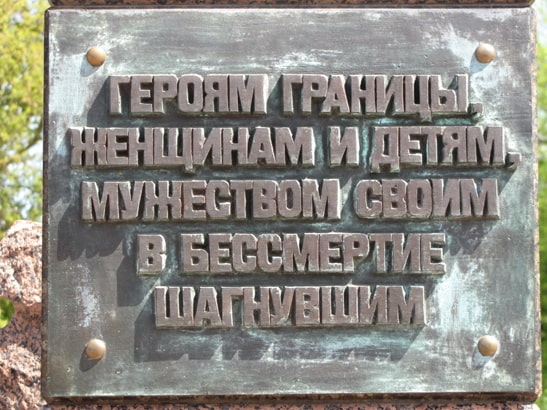 ГЕРОЯМ ГРАНИЦЫ,
ЖЕНЩИНАМ И ДЕТЯМ,
МУЖЕСТВОМ СВОИМ
В БЕССМЕРТИЕ
ШАГНУВШИМ